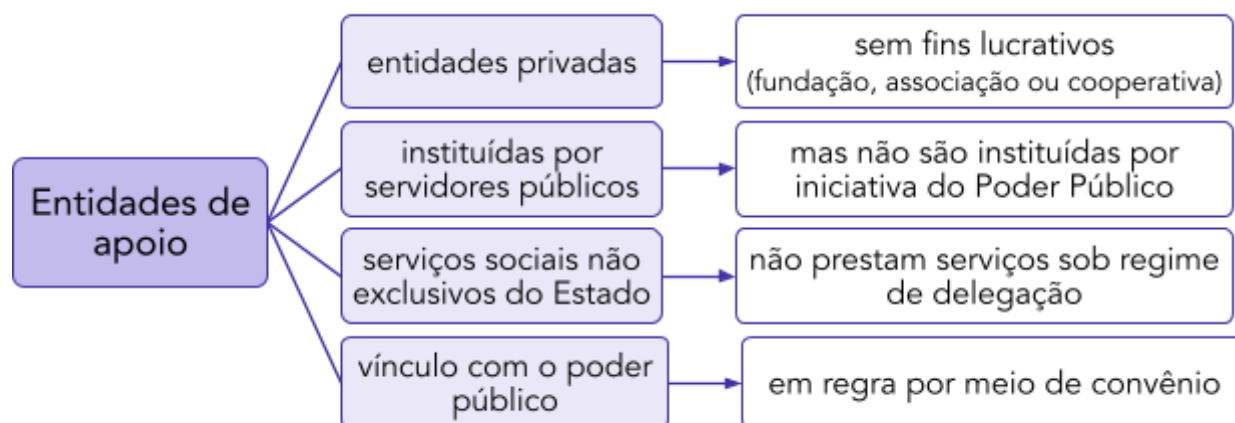 Entidades de
apoio
entidades privadas
sem fins lucrativos
(fundação, associação ou cooperativa)
instituídas por
servidores públicos
mas não são instituídas por
iniciativa do Poder Público
serviços sociais não
exclusivos do Estado
não prestam serviços sob regime
de delegação
vínculo com o poder
público
em regra por meio de convênio